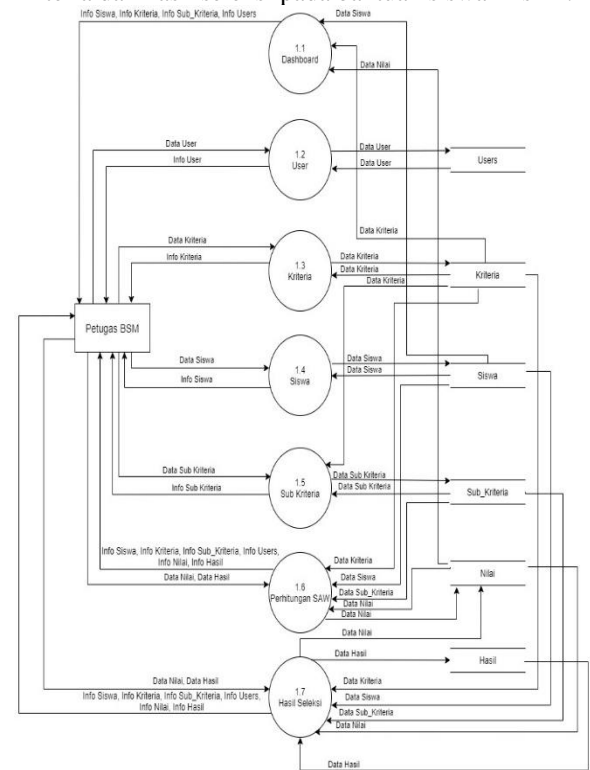 Info Siswa, Info Kriteria, Info Sub_Kriteria, Info Users
Data Siswa
1.1
Dashboard
Data Nilai
Data User
Info User
1.2
User
Data User
Data User
Users
Data Kriteria
Data Kriteria
Info Kriteria
1.3
Kriteria
Data Kriteria
Data Kriteria
Data Kriteria
Kriteria
Petugas BSM
Data Siswa
Info Siswa
1.4
Siswa
Data Siswa
Data Siswa
Siswa
Data Sub Kriteria
Info Sub Kriteria
1.5
Sub Kriteria
Data Sub Kriteria
Data Sub Kriteria
Sub_Kriteria
Info Siswa, Info Kriteria, Info Sub_Kriteria, Info Users,
Info Nilai, Info Hasil
Data Nilai, Data Hasil
1.6
Perhitungan SAW
Data Kriteria
Data Siswa
Data Sub_Kriteria
Data Nilai
Data Nilai
Nilai
Data Nilai
Data Hasil
Hasil
Data Nilai, Data Hasil
Info Siswa, Info Kriteria, Info Sub_Kriteria, Info Users,
Info Nilai, Info Hasil
1.7
Hasil Seleksi
Data Kriteria
Data Siswa
Data Sub_Kriteria
Data Nilai
Data Hasil